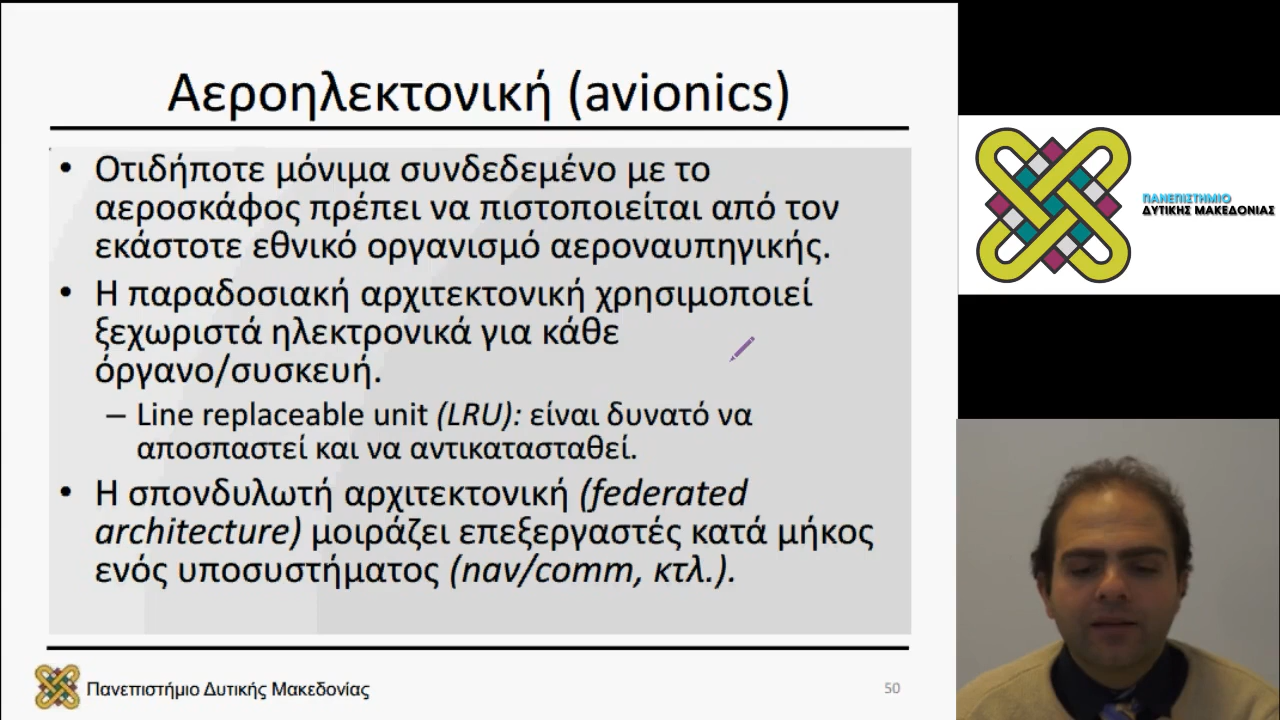 Αεροηλεκτονική (avionics)
• Οτιδήποτε μόνιμα συνδεδεμένο με το
αεροσκάφος πρέπει να πιστοποιείται από τον
εκάστοτε εθνικό οργανισμό αεροναυπηγικής.
• Η παραδοσιακή αρχιτεκτονική χρησιμοποιεί
ξεχωριστά ηλεκτρονικά για κάθε
όργανο/συσκευή.
– Line replaceable unit (LRU): είναι δυνατό να
αποσπαστεί και να αντικατασταθεί.
• Η σπονδυλωτή αρχιτεκτονική (federated
architecture) μοιράζει επεξεργαστές κατά μήκος
ενός υποσυστήματος (nav/comm, κτλ.).
Πανεπιστήμιο Δυτικής Μακεδονίας
50
ΠΑΝΕΠΙΣΤΗΜΙΟ
ΔΥΤΙΚΗΣ ΜΑΚΕΔΟΝΙΑΣ